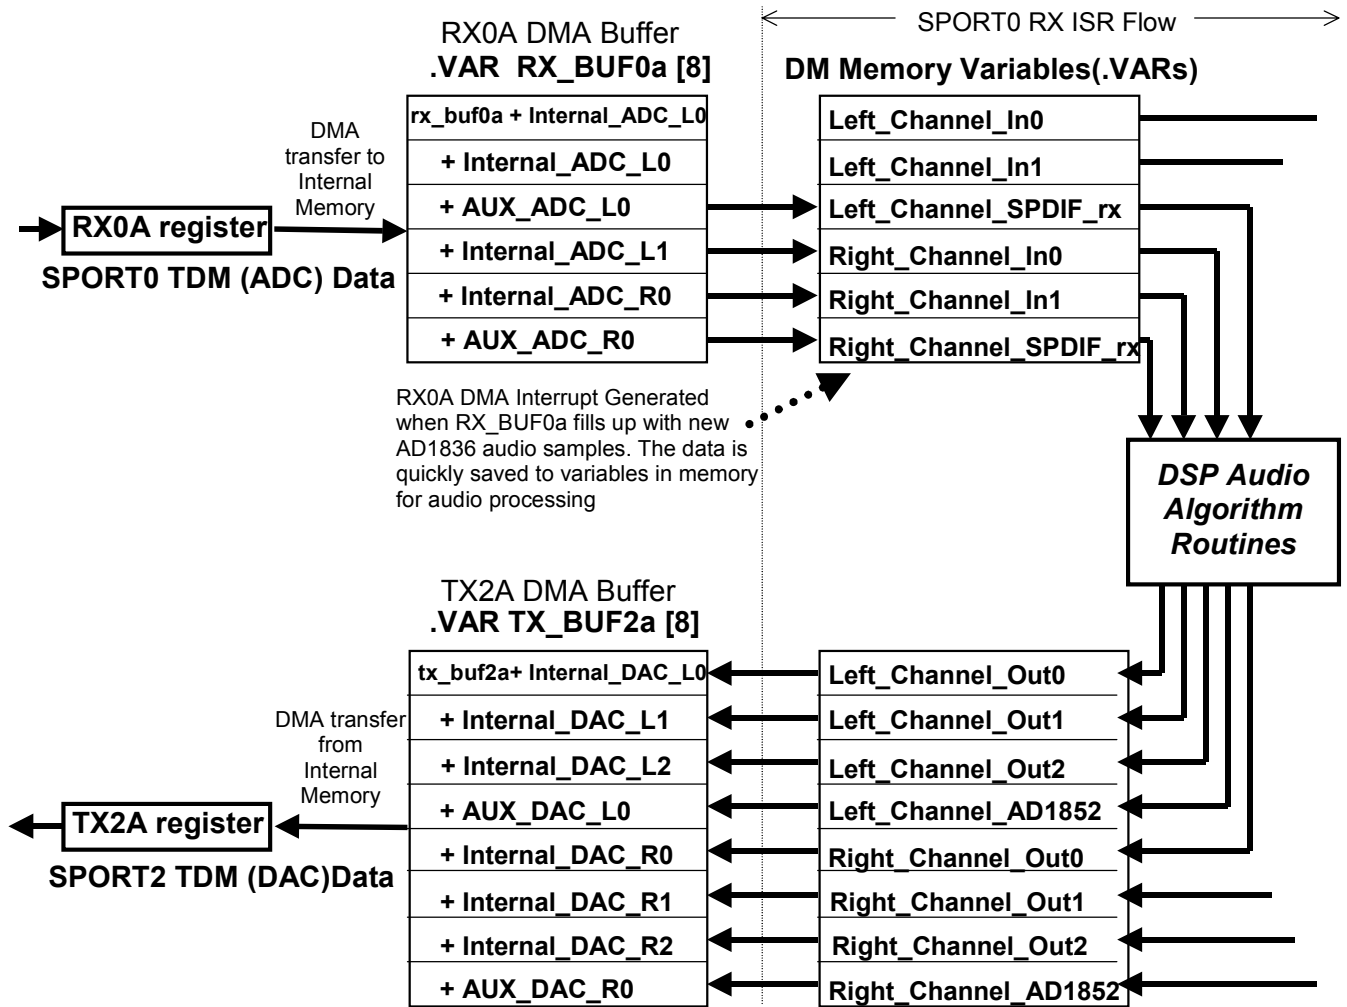 SPORT0 RX ISR Flow
RX0A DMA Buffer
.VAR RX_BUF0a [8]
DM Memory Variables(.VARs)
rx_buf0a + Internal_ADC_L0
+ Internal_ADC_L0
+ AUX_ADC_L0
+ Internal_ADC_L1
+ Internal_ADC_R0
+ AUX_ADC_R0
Left_Channel_In0
Left_Channel_In1
Left_Channel_SPDIF_rx
Right_Channel_In0
Right_Channel_In1
Right_Channel_SPDIF_rx
DMA
transfer to
Internal
Memory
RX0A register
SPORT0 TDM (ADC) Data
RX0A DMA Interrupt Generated
when RX_BUF0a fills up with new
AD1836 audio samples. The data is
quickly saved to variables in memory
for audio processing
DSP Audio
Algorithm
Routines
TX2A DMA Buffer
.VAR TX_BUF2a [8]
tx_buf2a+ Internal_DAC_L0
+ Internal_DAC_L1
+ Internal_DAC_L2
+ AUX_DAC_L0
+ Internal_DAC_R0
+ Internal_DAC_R1
+ Internal_DAC_R2
+ AUX_DAC_R0
Left_Channel_Out0
Left_Channel_Out1
Left_Channel_Out2
Left_Channel_AD1852
Right_Channel_Out0
Right_Channel_Out1
Right_Channel_Out2
Right_Channel_AD1852
DMA transfer
from
Internal
Memory
TX2A register
SPORT2 TDM (DAC)Data